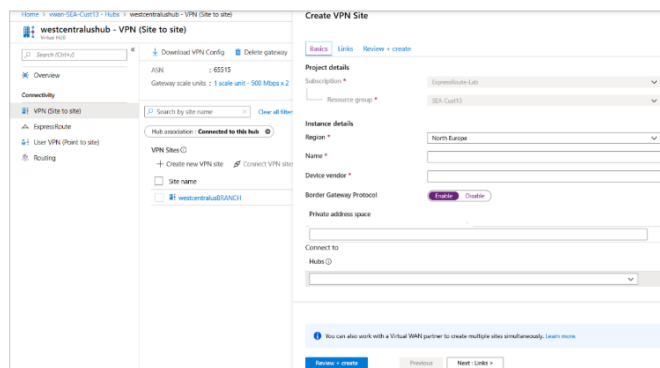 Home > vwan-SEA-Cust13 - Hubs > westcentralushub - VPN (Site to site)
westcentralushub - VPN (Site to site)
Virtual HUB
Search (Ctrl+/)
«
Overview
Connectivity
VPN (Site to site)
ExpressRoute
User VPN (Point to site)
Routing
Download VPN Config
Delete gateway
ASN : 65515
Gateway scale units : 1 scale unit - 500 Mbps x 2
Search by site name
Clear all filter
Hub association : Connected to this hub
VPN Sites
Create new VPN site
Connect VPN sites
Site name
westcentralusBRANCH
Create VPN Site
Basics Links Review + create
Project details
Subscription *
ExpressRoute-Lab
Resource group *
SEA-Cust13
Instance details
Region *
North Europe
Name *
Device vendor *
Border Gateway Protocol
Enable Disable
Private address space
Connect to
Hubs
You can also work with a Virtual WAN partner to create multiple sites simultaneously. Learn more.
Review + create
Previous
Next : Links >